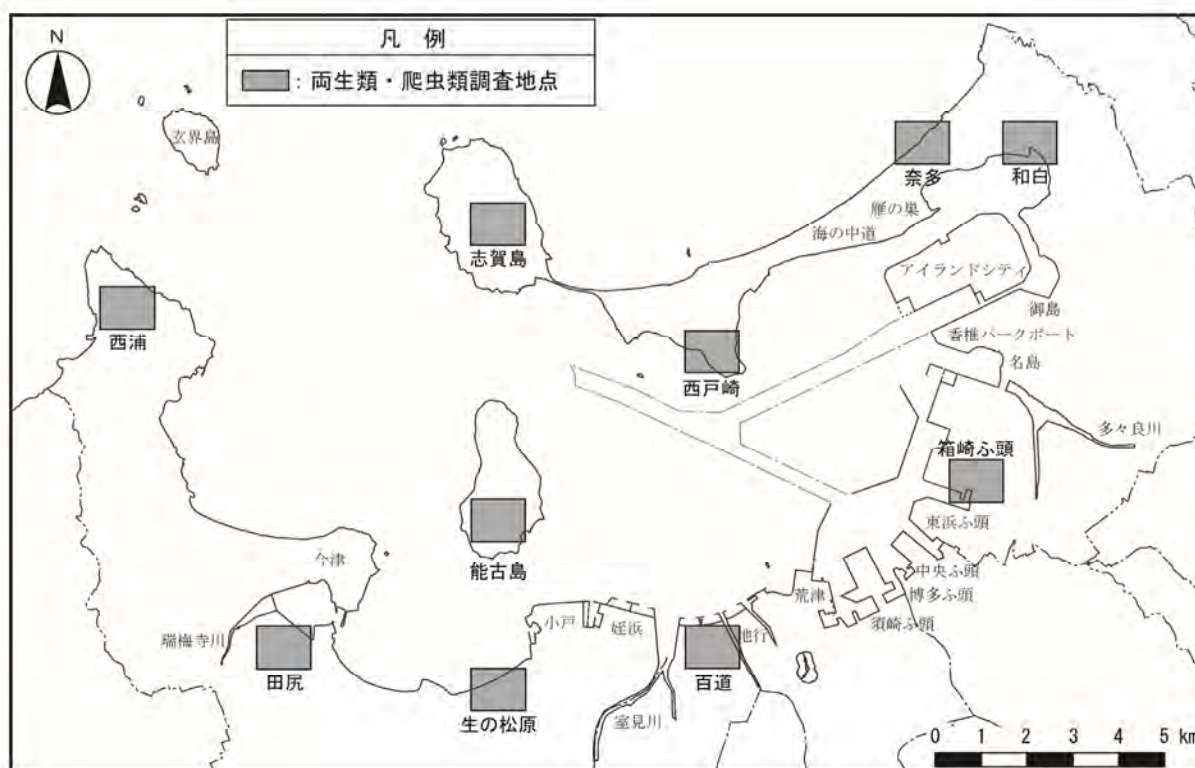 N
凡 例
: 両生類・爬虫類調査地点
玄界島
奈多
和白
雁の巣
海の中道
志賀島
アイランドシティ
御島
西浦
香椎パークポート
名島
西戸崎
多々良川
箱崎ふ頭
東浜ふ頭
今津
能古島
中央ふ頭
荒津
博多ふ頭
小戸
姪浜
須崎ふ頭
瑞梅寺川
地行
田尻
百道
生の松原
室見川
0 1 2 3 4 5 km